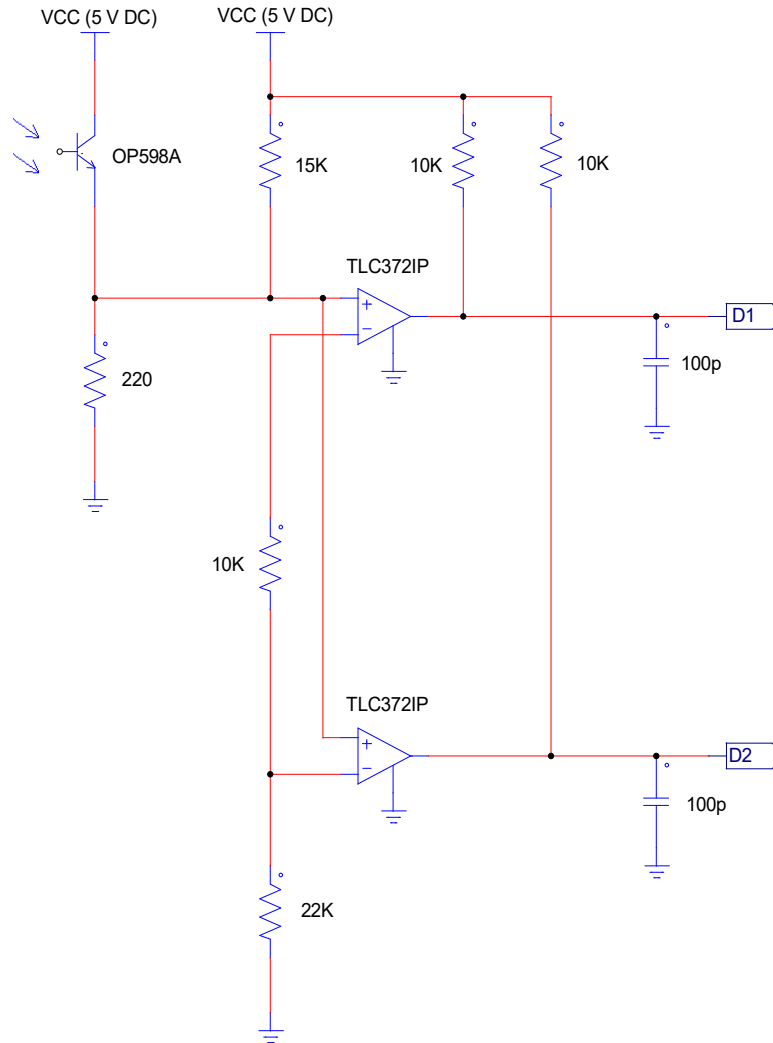 VCC (5 V DC)
VCC (5 V DC)
OP598A
15K
10K
10K
TLC372IP
+
−
D1
220
100p
10K
TLC372IP
+
−
D2
100p
22K